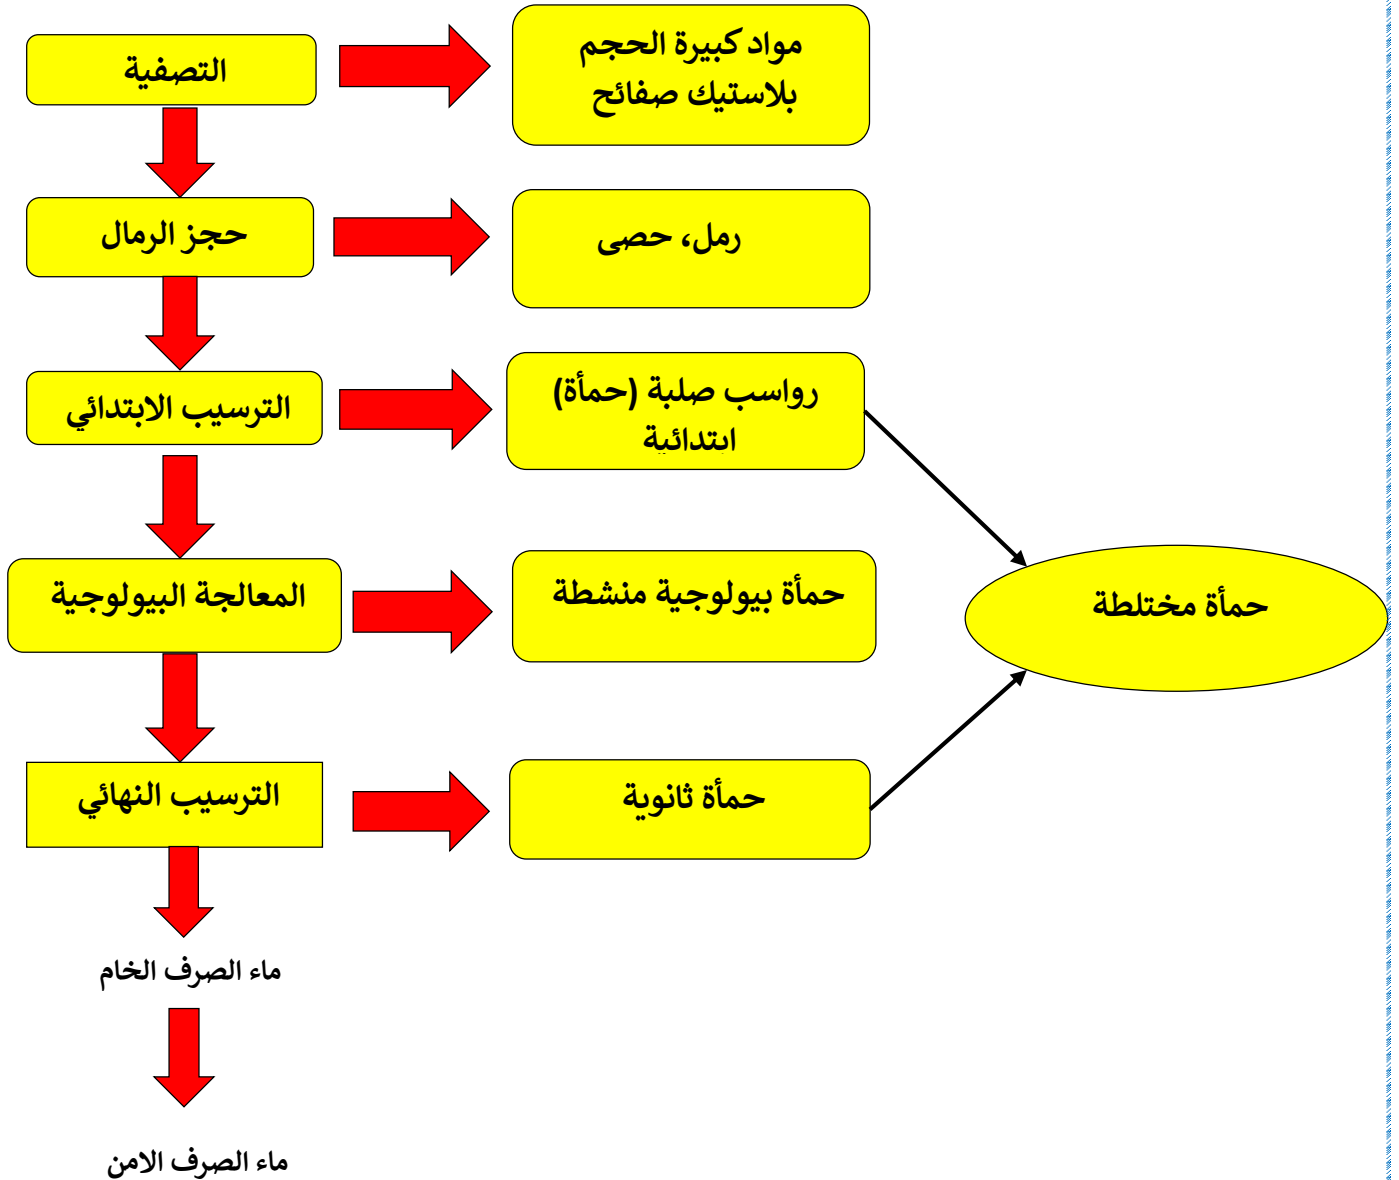 التصفية
مواد كبيرة الحجم
بلاستيك صفائح
حجز الرمال
رمل، حصى
الترسيب الابتدائي
رواسب صلبة (حمأة)
ابتدائية
المعالجة البيولوجية
حمأة بيولوجية منشطة
حمأة مختلطة
الترسيب النهائي
حمأة ثانوية
ماء الصرف الخام
ماء الصرف الامن